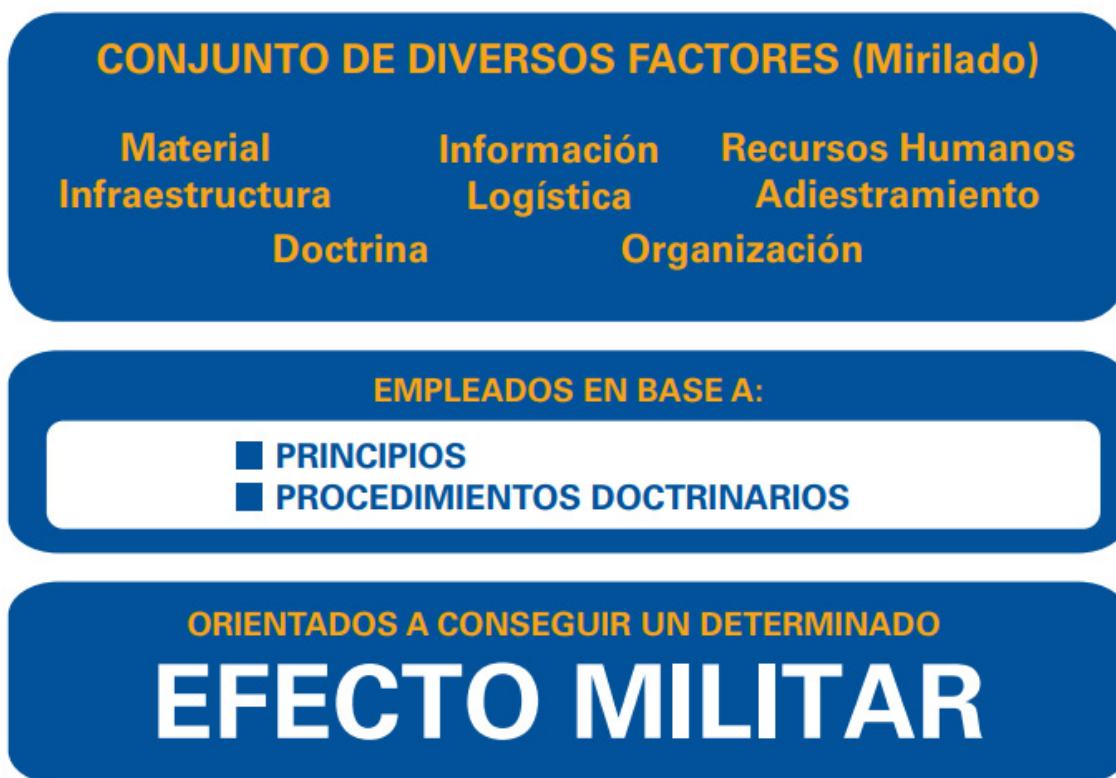 CONJUNTO DE DIVERSOS FACTORES (Mirilado)
Material Información Recursos Humanos
Infraestructura Logística Adiestramiento
Doctrina Organización
EMPLEADOS EN BASE A:
PRINCIPIOS
PROCEDIMIENTOS DOCTRINARIOS
ORIENTADOS A CONSEGUIR UN DETERMINADO
EFECTO MILITAR